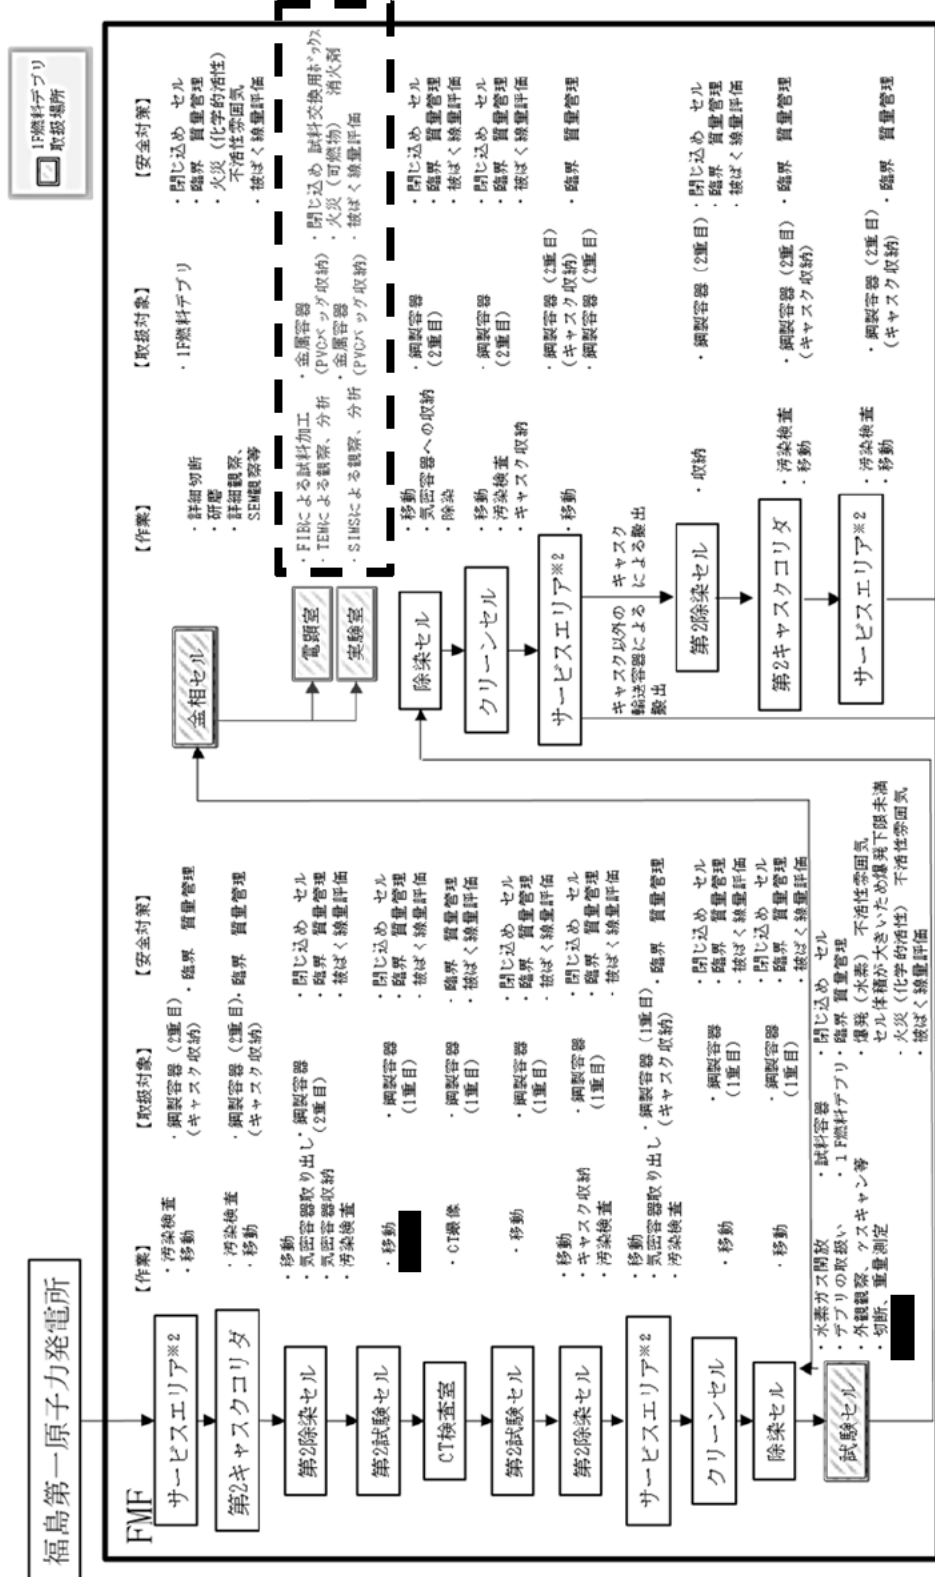 1F燃料デブリ
取扱場所
福島第一原子力発電所
FMF
【作業】
【取扱対象】
【安全対策】
サービスエリア※2
・汚染検査
・移動
・鋼製容器(2重目)
(キャスク収納)
・臨界 質量管理
第2キャスクコリダ
・汚染検査
・移動
・鋼製容器(2重目)
(キャスク収納)
・臨界 質量管理
第2除染セル
・移動
・気密容器取り出し
・気密容器収納
・汚染検査
・鋼製容器
(2重目)
・閉じ込め セル
・臨界 質量管理
・被ばく線量評価
第2試験セル
・移動
・鋼製容器
(1重目)
・閉じ込め セル
・臨界 質量管理
・被ばく線量評価
CT検査室
・CT撮像
・鋼製容器
(1重目)
・臨界 質量管理
・被ばく線量評価
第2試験セル
・移動
・鋼製容器
(1重目)
・閉じ込め セル
・臨界 質量管理
・被ばく線量評価
第2除染セル
・移動
・キャスク収納
・汚染検査
・鋼製容器
(1重目)
・閉じ込め セル
・臨界 質量管理
・被ばく線量評価
サービスエリア※2
・移動
・気密容器取り出し
・汚染検査
・鋼製容器(1重目)
(キャスク収納)
・臨界 質量管理
クリーンセル
・移動
・鋼製容器
(1重目)
・閉じ込め セル
・臨界 質量管理
・被ばく線量評価
除染セル
・移動
・鋼製容器
(1重目)
・閉じ込め セル
・臨界 質量管理
・被ばく線量評価
試験セル
・水素ガス開放
・デブリの取扱い
・外観観察、γスキャン等
・切断、重量測定
・試料容器
・1F燃料デブリ
・閉じ込め セル
・臨界 質量管理
・爆発(水素) 不活性雰囲気
セル体積が大きいため爆発下限未満
・火災(化学的活性) 不活性雰囲気
・被ばく線量評価
【作業】
【取扱対象】
【安全対策】
金相セル
・詳細切断
・研磨
・詳細観察、
SEM観察等
・1F燃料デブリ
・閉じ込め セル
・臨界 質量管理
・火災(化学的活性)
不活性雰囲気
・被ばく線量評価
電顕室
実験室
・FIBによる試料加工
・TEMによる観察、分析
・SIMSによる観察、分析
・金属容器
(PVCバッグ収納)
・金属容器
(PVCバッグ収納)
・閉じ込め 試料交換用ボックス
・火災(可燃物) 消火剤
・被ばく線量評価
除染セル
・移動
・気密容器への収納
・除染
・鋼製容器
(2重目)
・閉じ込め セル
・臨界 質量管理
・被ばく線量評価
クリーンセル
・移動
・汚染検査
・キャスク収納
・鋼製容器
(2重目)
・閉じ込め セル
・臨界 質量管理
・被ばく線量評価
サービスエリア※2
・移動
・鋼製容器(2重目)
(キャスク収納)
・鋼製容器(2重目)
・臨界 質量管理
キャスク以外の
輸送容器による
搬出
キャスク
による搬出
第2除染セル
・収納
・鋼製容器(2重目)
・閉じ込め セル
・臨界 質量管理
・被ばく線量評価
第2キャスクコリダ
・汚染検査
・移動
・鋼製容器(2重目)
(キャスク収納)
・臨界 質量管理
サービスエリア※2
・汚染検査
・移動
・鋼製容器(2重目)
(キャスク収納)
・臨界 質量管理